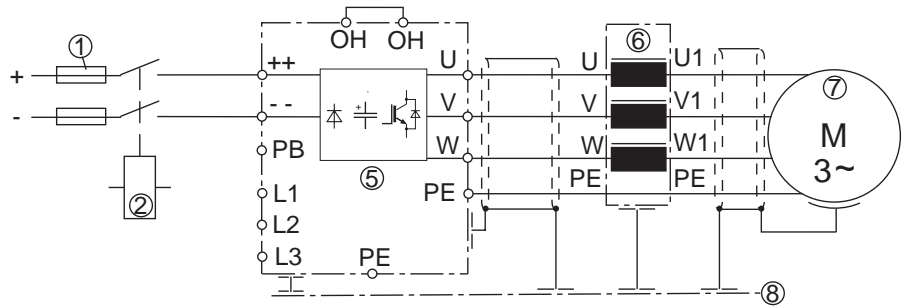 OH OH
① ++ U U ⑥ U1 ⑦
+
- -- V V V1 M
+
PB W W W1 3~
② ⑤ PE PE
L1 PE
L2
L3 PE
⑧